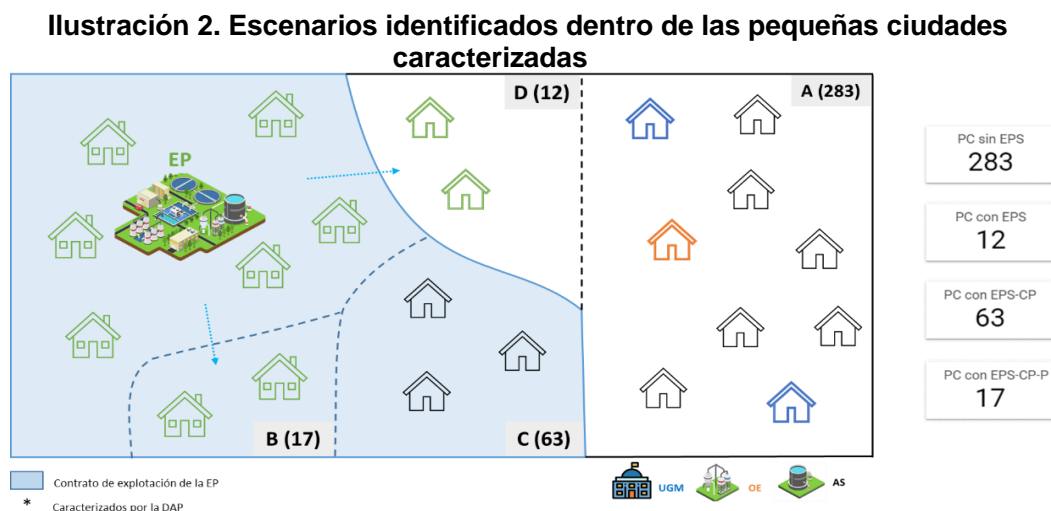 Ilustración 2. Escenarios identificados dentro de las pequeñas ciudades
caracterizadas
D (12)
A (283)
EP
B (17)
C (63)
PC sin EPS
283
PC con EPS
12
PC con EPS-CP
63
PC con EPS-CP-P
17
Contrato de explotación de la EP
* Caracterizados por la DAP
UGM OE AS